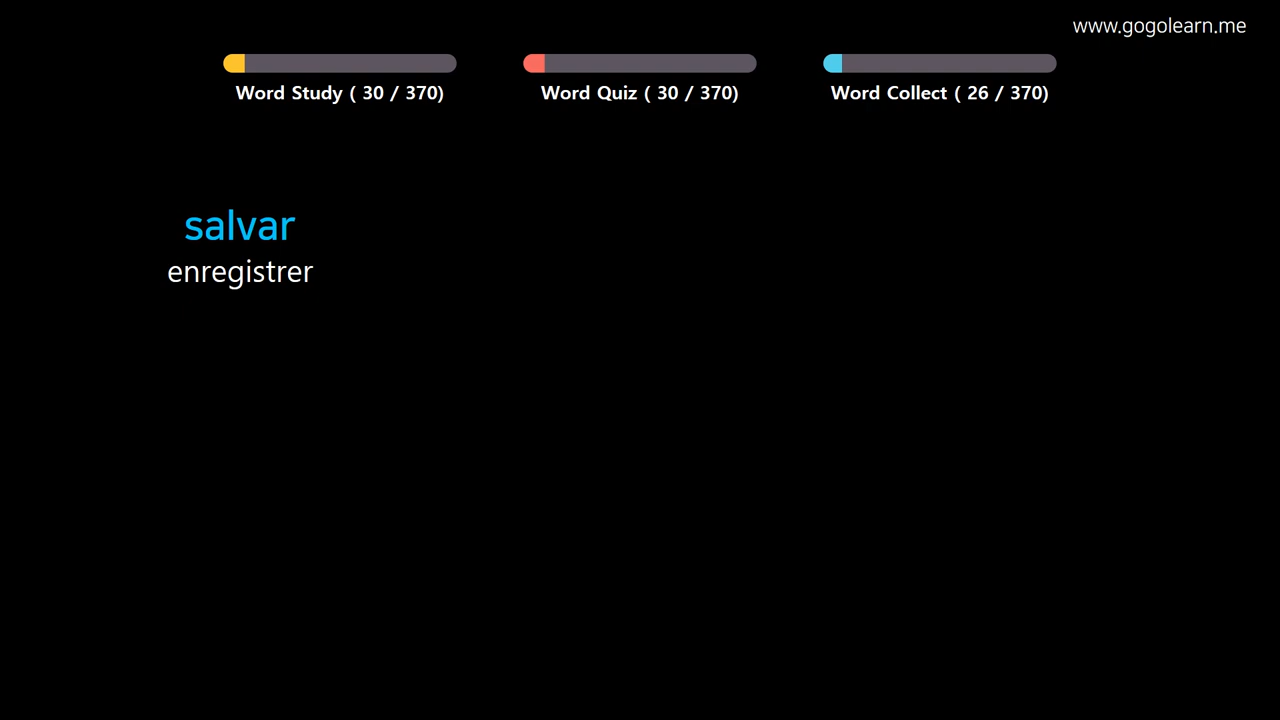 www.gogolearn.me
Word Study ( 30 / 370)
Word Quiz ( 30 / 370)
Word Collect ( 26 / 370)
salvar
enregistrer